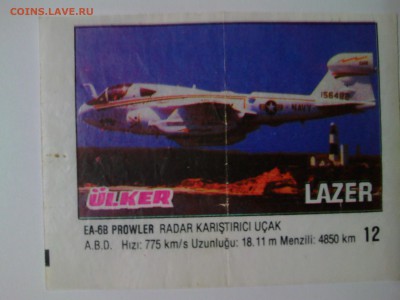 COINS.LAVE.RU
156482
NAVY
ÜLKER
LAZER
EA-6B PROWLER RADAR KARIŞTIRICI UÇAK
A.B.D. Hızı: 775 km/s Uzunluğu: 18.11 m Menzili: 4850 km 12